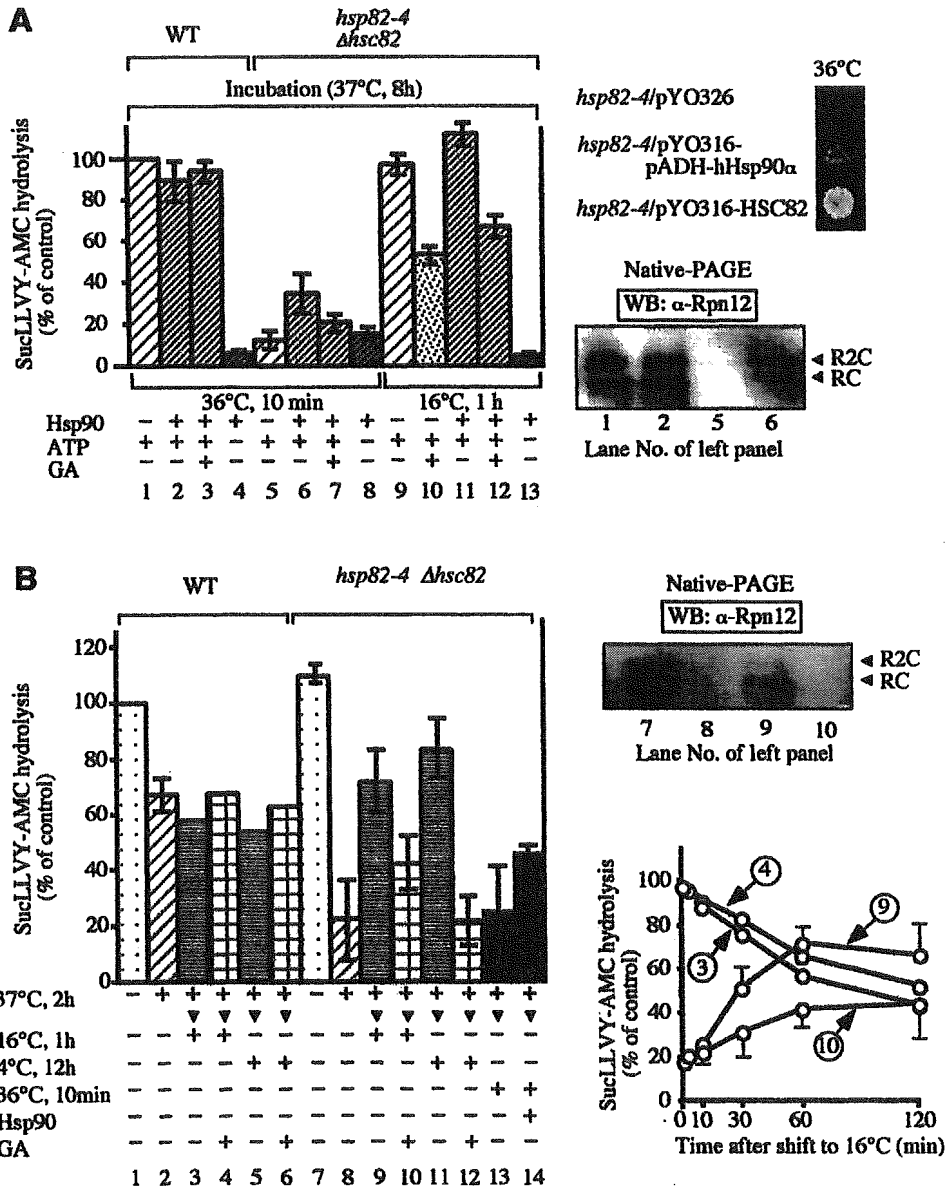 A
WT
hsp82-4
Δhsc82
Incubation (37°C, 8h)
SucLLVY-AMC hydrolysis
(% of control)
100
80
60
40
20
0
36°C, 10 min
16°C, 1 h
Hsp90 - + + + - + + + - - + + +
ATP + + + - + + + - + + + + -
GA - - + - - - + - - + - + -
1 2 3 4 5 6 7 8 9 10 11 12 13
36°C
hsp82-4/pYO326
hsp82-4/pYO316-
pADH-hHsp90α
hsp82-4/pYO316-HSC82
Native-PAGE
WB: α-Rpn12
R2C
RC
1 2 5 6
Lane No. of left panel
B
WT
hsp82-4 Δhsc82
SucLLVY-AMC hydrolysis
(% of control)
120
100
80
60
40
20
0
37°C, 2h - + + + + + - + + + + + + +
16°C, 1h - - + + - - - - + + - - - -
4°C, 12h - - - - + + - - - - + + - -
36°C, 10min - - - - - - - - - - - - + +
Hsp90 - - - - - - - - - - - - - +
GA - - - + - + - - - + - + - -
1 2 3 4 5 6 7 8 9 10 11 12 13 14
Native-PAGE
WB: α-Rpn12
R2C
RC
7 8 9 10
Lane No. of left panel
SucLLVY-AMC hydrolysis
(% of control)
100
80
60
40
20
0
4
9
3
10
0 10 30 60 120
Time after shift to 16°C (min)